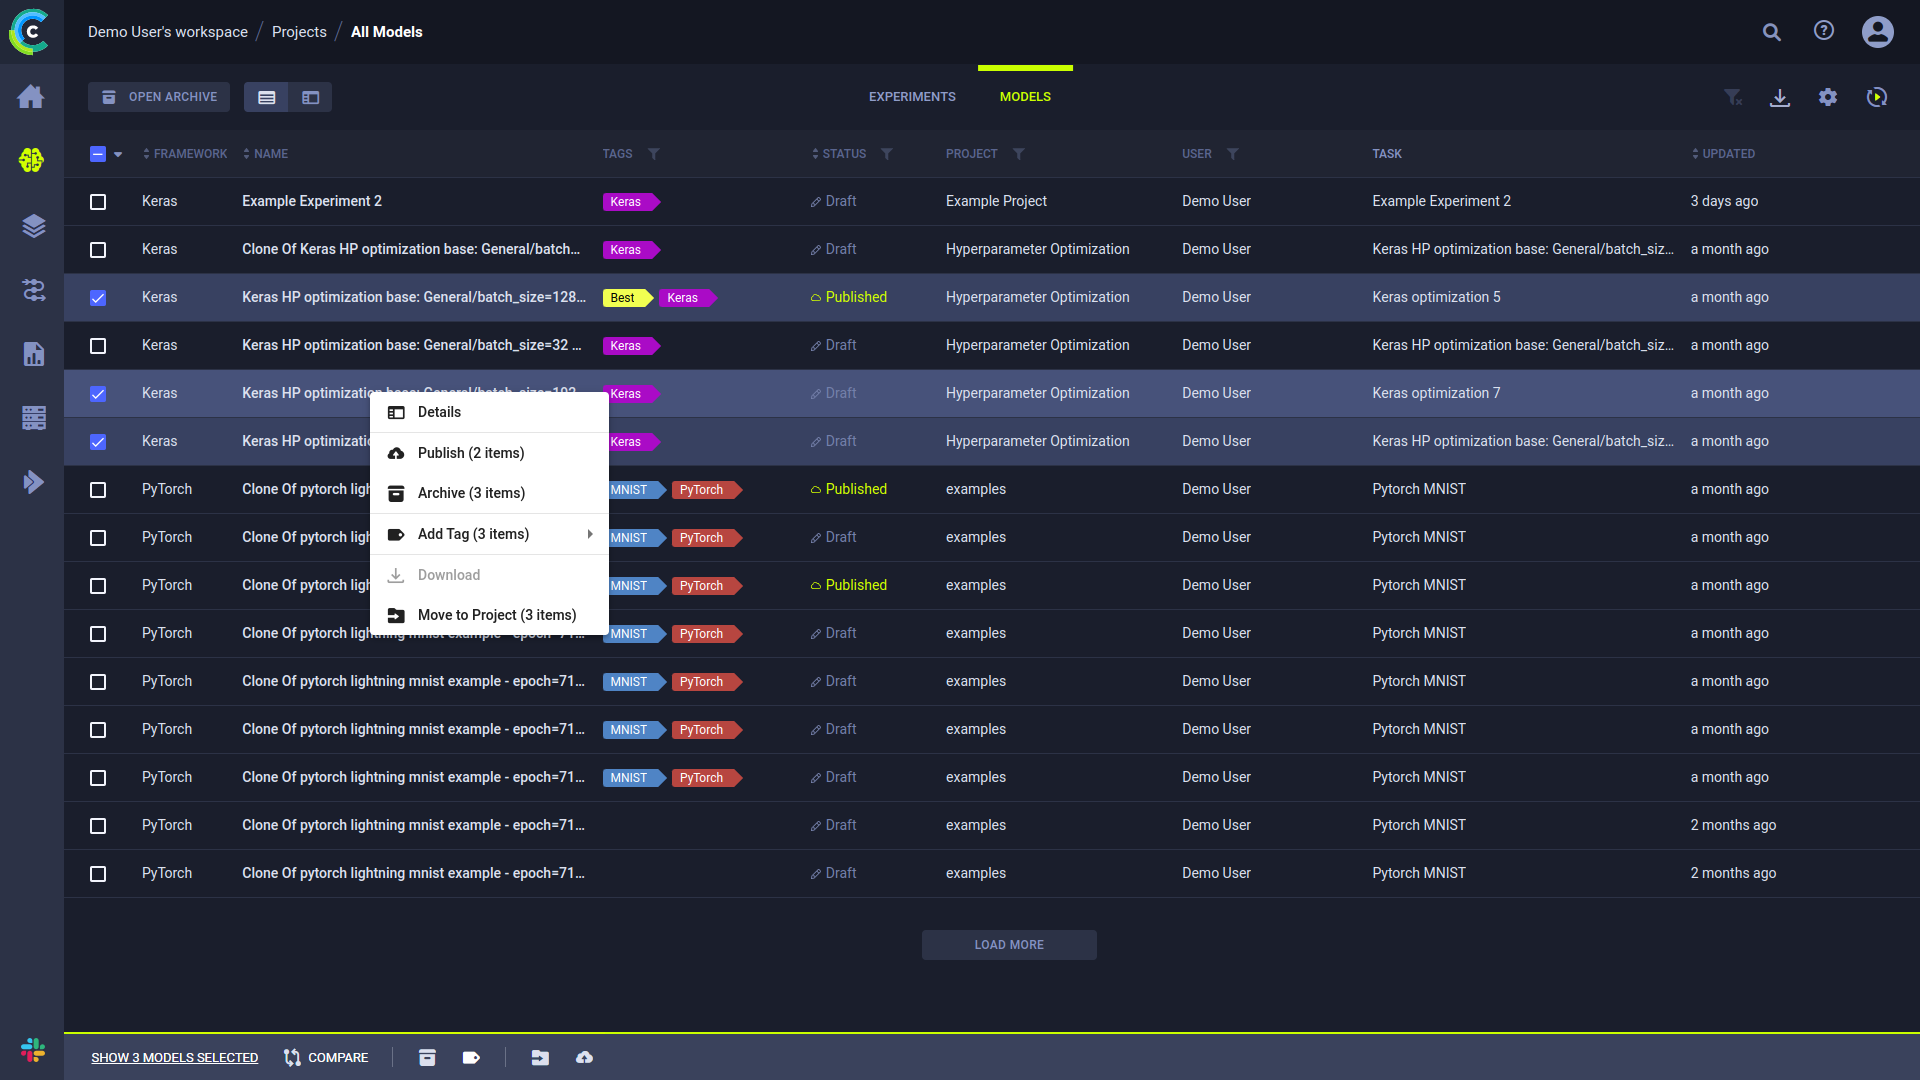 Demo User's workspace / Projects / All Models
OPEN ARCHIVE
EXPERIMENTS MODELS
FRAMEWORK NAME TAGS STATUS PROJECT USER TASK UPDATED
Keras Example Experiment 2 Keras Draft Example Project Demo User Example Experiment 2 3 days ago
Keras Clone Of Keras HP optimization base: General/batch... Keras Draft Hyperparameter Optimization Demo User Keras HP optimization base: General/batch_siz... a month ago
Keras Keras HP optimization base: General/batch_size=128... Best Keras Published Hyperparameter Optimization Demo User Keras optimization 5 a month ago
Keras Keras HP optimization base: General/batch_size=32 ... Keras Draft Hyperparameter Optimization Demo User Keras HP optimization base: General/batch_siz... a month ago
Keras Keras HP optimization Keras Draft Hyperparameter Optimization Demo User Keras optimization 7 a month ago
Details
Keras Keras HP Keras Draft Hyperparameter Optimization Demo User Keras HP optimization base: General/batch_siz... a month ago
Publish (2 items)
PyTorch Clone Of pytorch MNIST PyTorch Published examples Demo User Pytorch MNIST a month ago
Archive (3 items)
PyTorch Clone Of pytorch MNIST PyTorch Draft examples Demo User Pytorch MNIST a month ago
Add Tag (3 items)
PyTorch Clone Of pytorch MNIST PyTorch Published examples Demo User Pytorch MNIST a month ago
Download
PyTorch Clone Of pytorch lightning mnist example - MNIST PyTorch Draft examples Demo User Pytorch MNIST a month ago
Move to Project (3 items)
PyTorch Clone Of pytorch lightning mnist example - epoch=71... MNIST PyTorch Draft examples Demo User Pytorch MNIST a month ago
PyTorch Clone Of pytorch lightning mnist example - epoch=71... MNIST PyTorch Draft examples Demo User Pytorch MNIST a month ago
PyTorch Clone Of pytorch lightning mnist example - epoch=71... MNIST PyTorch Draft examples Demo User Pytorch MNIST a month ago
PyTorch Clone Of pytorch lightning mnist example - epoch=71... Draft examples Demo User Pytorch MNIST 2 months ago
PyTorch Clone Of pytorch lightning mnist example - epoch=71... Draft examples Demo User Pytorch MNIST 2 months ago
LOAD MORE
SHOW 3 MODELS SELECTED COMPARE